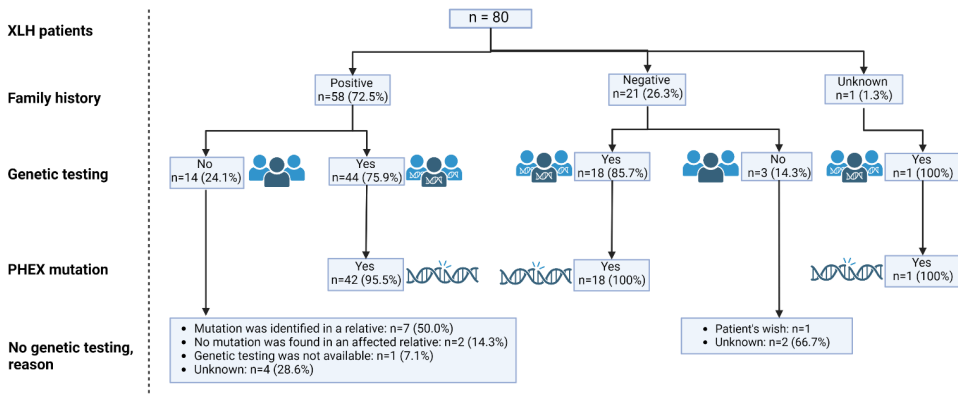 XLH patients
n = 80
Family history
Positive
n=58 (72.5%)
Negative
n=21 (26.3%)
Unknown
n=1 (1.3%)
Genetic testing
No
n=14 (24.1%)
Yes
n=44 (75.9%)
Yes
n=18 (85.7%)
No
n=3 (14.3%)
Yes
n=1 (100%)
PHEX mutation
Yes
n=42 (95.5%)
Yes
n=18 (100%)
Yes
n=1 (100%)
No genetic testing,
reason
• Mutation was identified in a relative: n=7 (50.0%)
• No mutation was found in an affected relative: n=2 (14.3%)
• Genetic testing was not available: n=1 (7.1%)
• Unknown: n=4 (28.6%)
• Patient's wish: n=1
• Unknown: n=2 (66.7%)